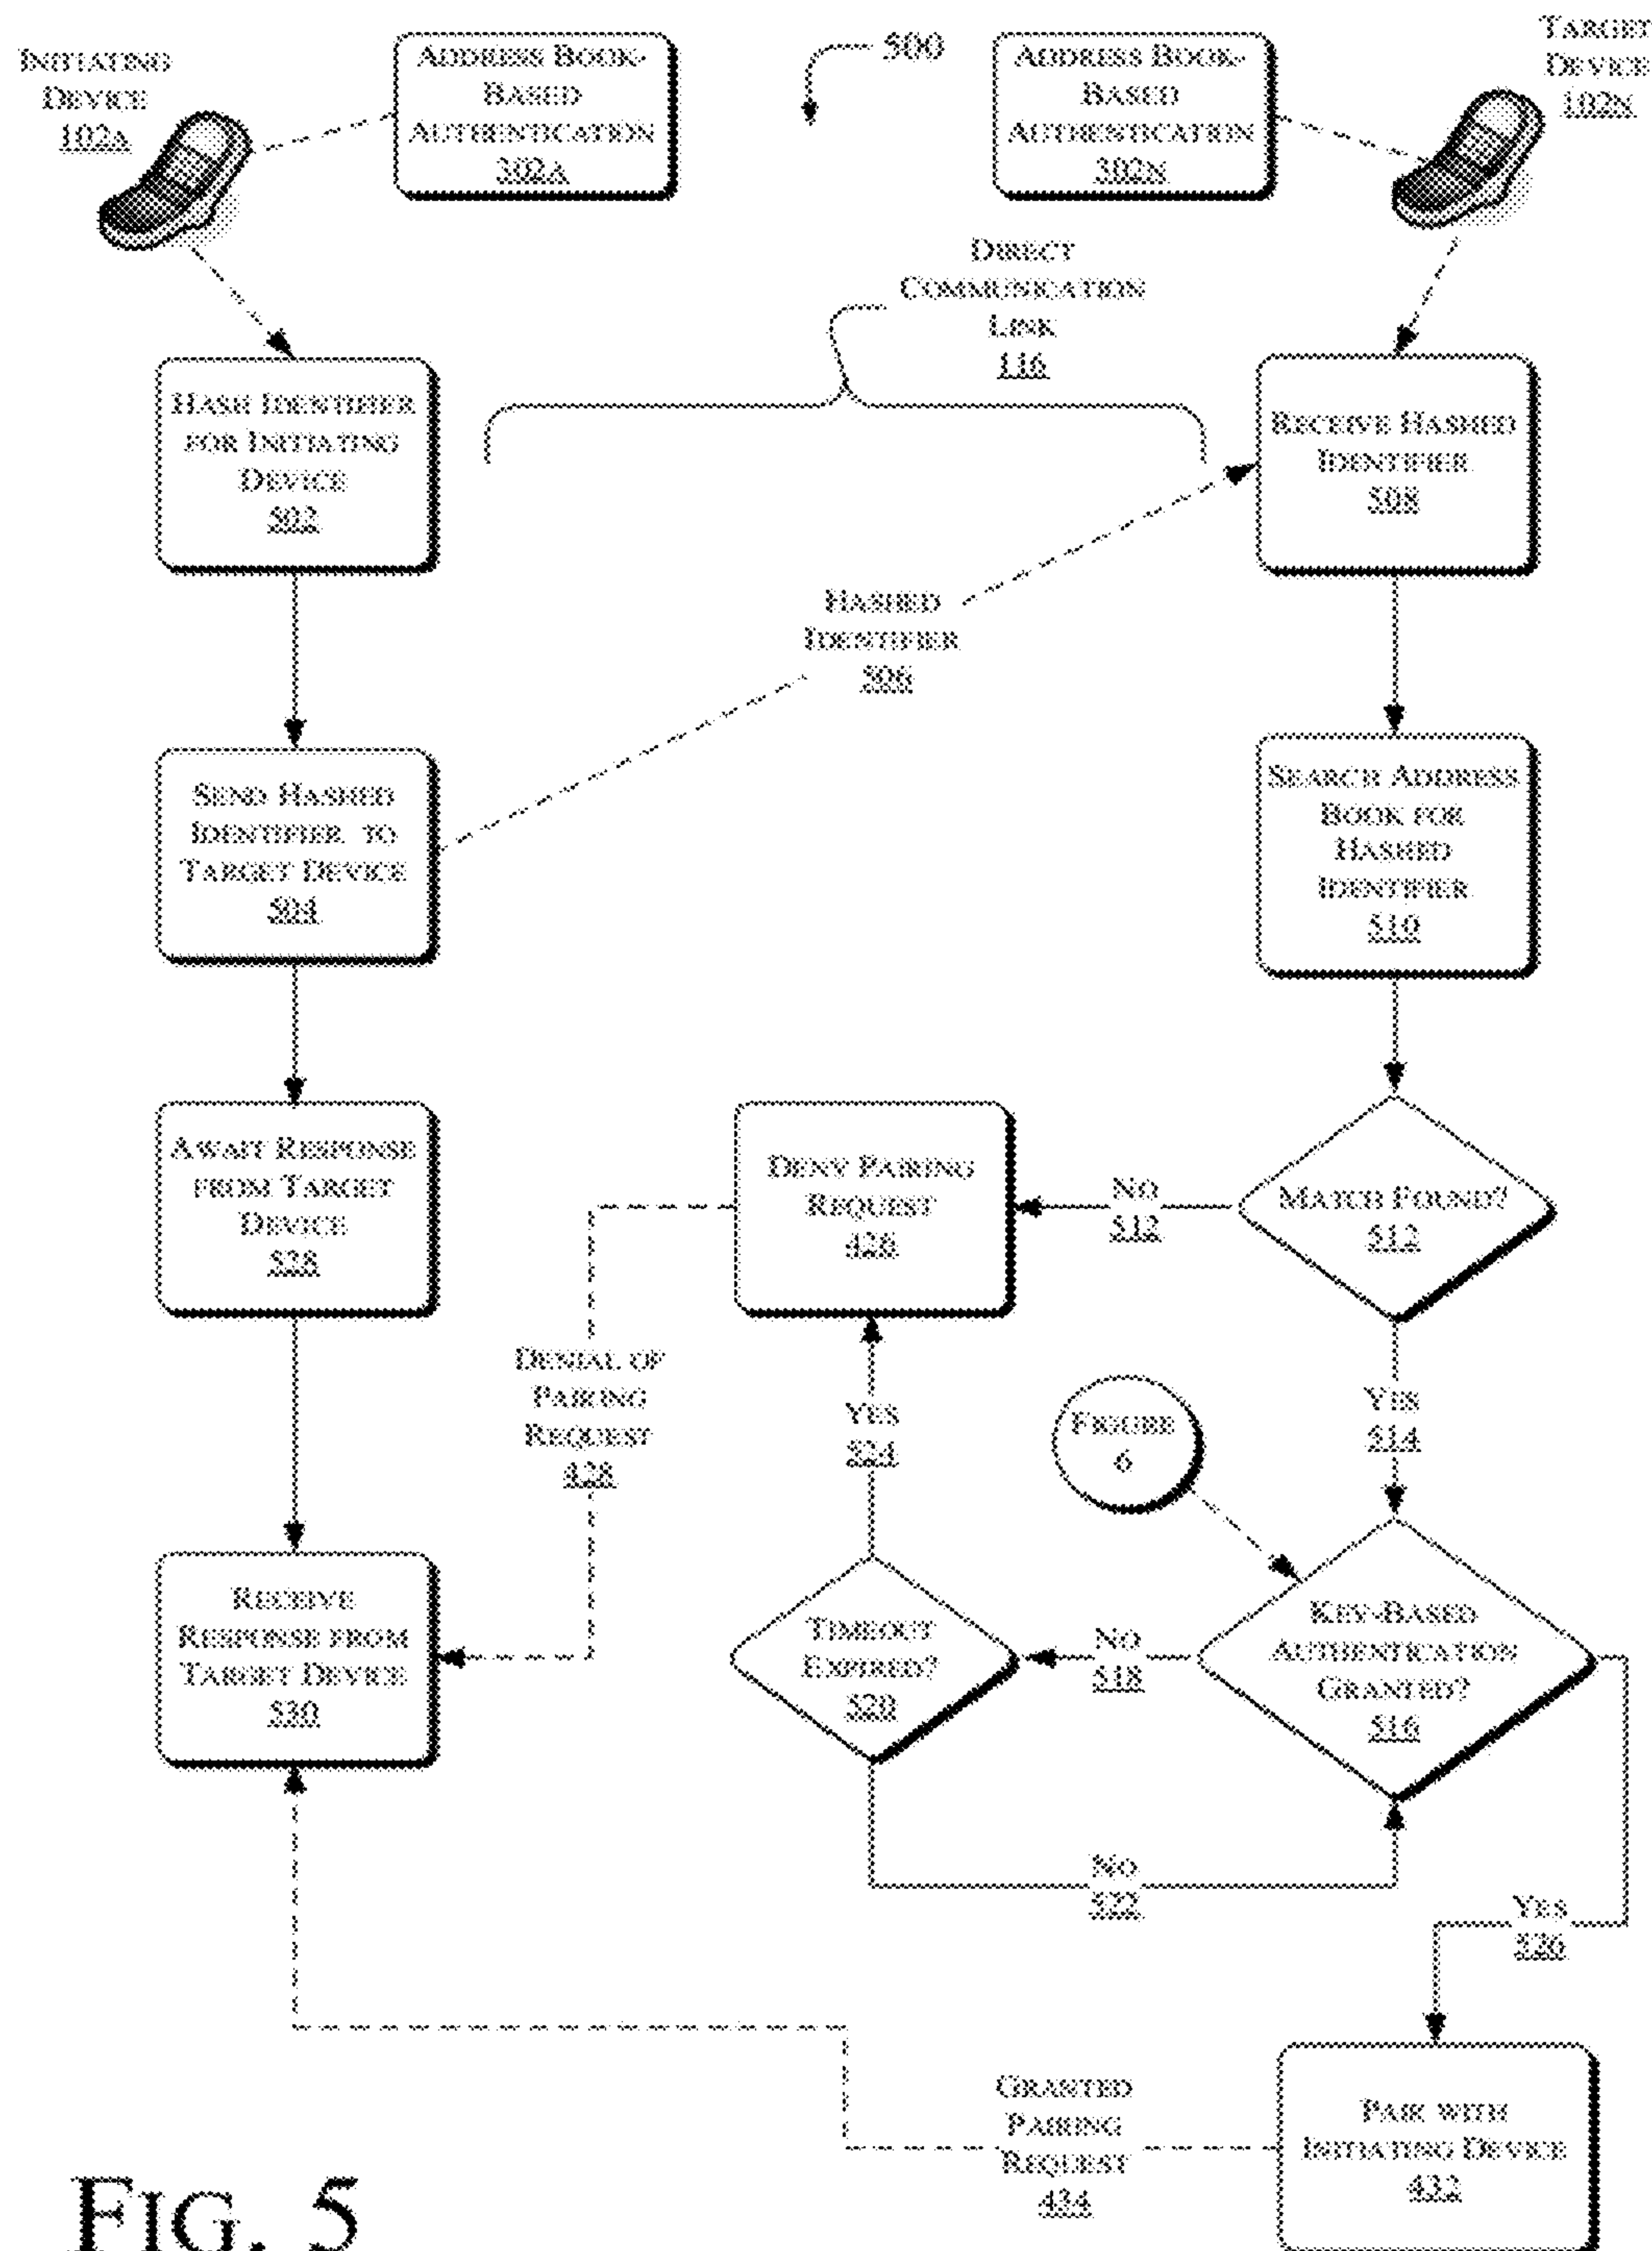 INITIATING
DEVICE
102A
ADDRESS BOOK-
BASED
AUTHENTICATION
302A
500
ADDRESS BOOK-
BASED
AUTHENTICATION
302N
TARGET
DEVICE
102N
DIRECT
COMMUNICATION
LINK
116
HASH IDENTIFIER
FOR INITIATING
DEVICE
502
RECEIVE HASHED
IDENTIFIER
508
HASHED
IDENTIFIER
506
SEND HASHED
IDENTIFIER TO
TARGET DEVICE
504
SEARCH ADDRESS
BOOK FOR
HASHED
IDENTIFIER
510
AWAIT RESPONSE
FROM TARGET
DEVICE
528
DENY PAIRING
REQUEST
426
NO
512
MATCH FOUND?
512
DENIAL OF
PAIRING
REQUEST
428
YES
524
FIGURE
6
YES
514
RECEIVE
RESPONSE FROM
TARGET DEVICE
530
TIMEOUT
EXPIRED?
520
NO
518
KEY-BASED
AUTHENTICATION
GRANTED?
516
NO
522
YES
526
GRANTED
PAIRING
REQUEST
434
PAIR WITH
INITIATING DEVICE
432
FIG. 5